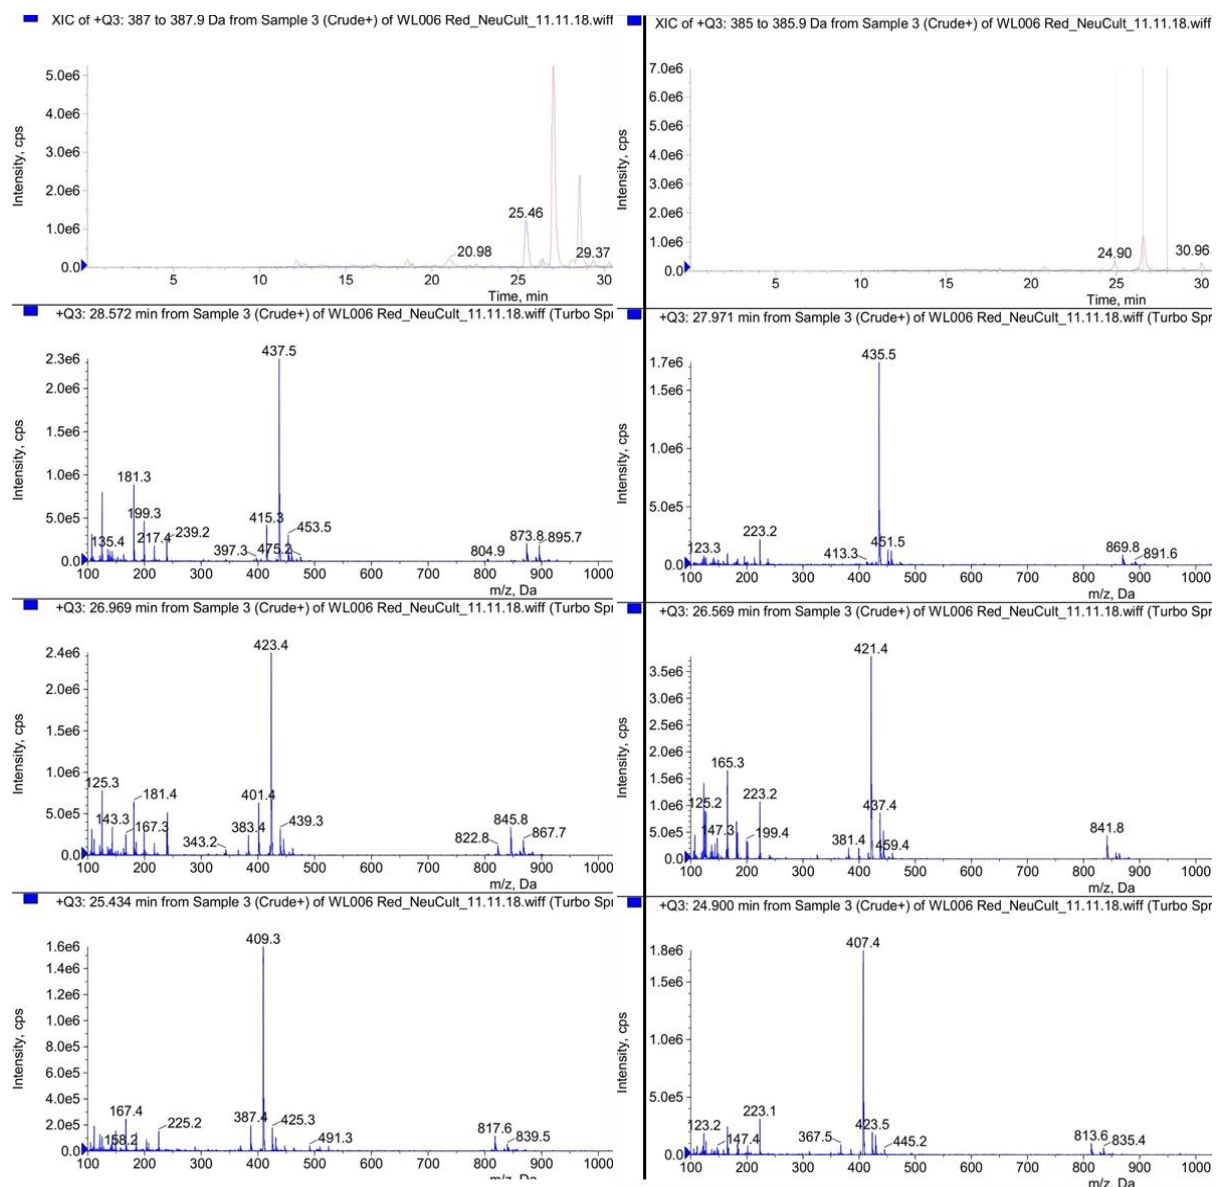 XIC of +Q3: 387 to 387.9 Da from Sample 3 (Crude+) of WL006 Red_NeuCult_11.11.18.wiff
Intensity, cps
5.0e6
4.0e6
3.0e6
2.0e6
1.0e6
0.0
25.46
20.98
29.37
5 10 15 20 25 30
Time, min
+Q3: 28.572 min from Sample 3 (Crude+) of WL006 Red_NeuCult_11.11.18.wiff (Turbo Spr
Intensity, cps
2.3e6
2.0e6
1.5e6
1.0e6
5.0e5
0.0
437.5
181.3
199.3
415.3
135.4
217.4
239.2
453.5
397.3
475.2
804.9
873.8
895.7
100 200 300 400 500 600 700 800 900 1000
m/z, Da
+Q3: 26.969 min from Sample 3 (Crude+) of WL006 Red_NeuCult_11.11.18.wiff (Turbo Spr
Intensity, cps
2.4e6
2.0e6
1.5e6
1.0e6
5.0e5
0.0
423.4
125.3
181.4
401.4
143.3
167.3
383.4
439.3
343.2
822.8
845.8
867.7
100 200 300 400 500 600 700 800 900 1000
m/z, Da
+Q3: 25.434 min from Sample 3 (Crude+) of WL006 Red_NeuCult_11.11.18.wiff (Turbo Spr
Intensity, cps
1.6e6
1.4e6
1.2e6
1.0e6
8.0e5
6.0e5
4.0e5
2.0e5
0.0
409.3
167.4
225.2
387.4
425.3
158.2
491.3
817.6
839.5
100 200 300 400 500 600 700 800 900 1000
m/z, Da
XIC of +Q3: 385 to 385.9 Da from Sample 3 (Crude+) of WL006 Red_NeuCult_11.11.18.wiff
Intensity, cps
7.0e6
6.0e6
5.0e6
4.0e6
3.0e6
2.0e6
1.0e6
0.0
24.90
30.96
5 10 15 20 25 30
Time, min
+Q3: 27.971 min from Sample 3 (Crude+) of WL006 Red_NeuCult_11.11.18.wiff (Turbo Spr
Intensity, cps
1.7e6
1.5e6
1.0e6
5.0e5
0.0
435.5
123.3
223.2
413.3
451.5
869.8
891.6
100 200 300 400 500 600 700 800 900 1000
m/z, Da
+Q3: 26.569 min from Sample 3 (Crude+) of WL006 Red_NeuCult_11.11.18.wiff (Turbo Spr
Intensity, cps
3.5e6
3.0e6
2.5e6
2.0e6
1.5e6
1.0e6
5.0e5
0.0
421.4
165.3
125.2
223.2
437.4
147.3
199.4
381.4
459.4
841.8
100 200 300 400 500 600 700 800 900 1000
m/z, Da
+Q3: 24.900 min from Sample 3 (Crude+) of WL006 Red_NeuCult_11.11.18.wiff (Turbo Spr
Intensity, cps
1.8e6
1.5e6
1.0e6
5.0e5
0.0
407.4
123.2
223.1
147.4
367.5
423.5
445.2
813.6
835.4
100 200 300 400 500 600 700 800 900 1000
m/z, Da